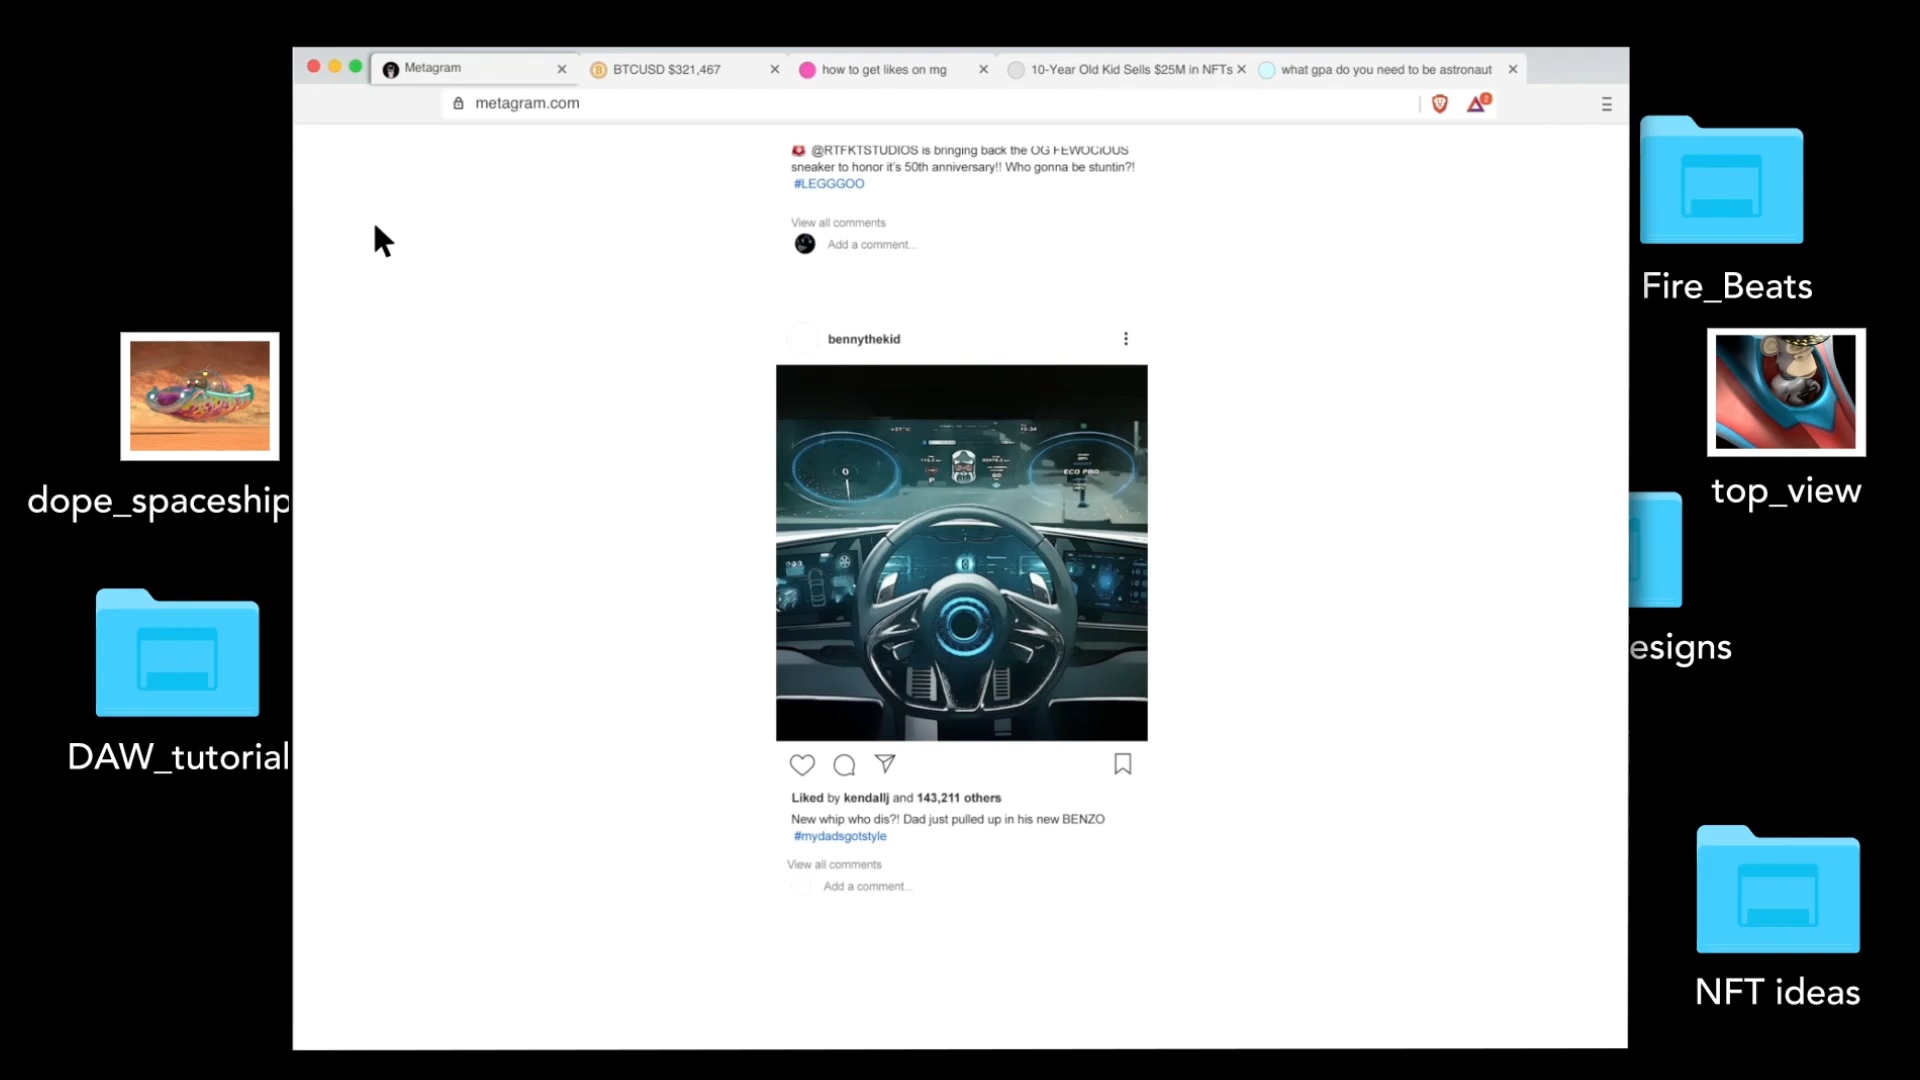 Metagram
BTCUSD $321,467
how to get likes on mg
10-Year Old Kid Sells $25M in NFTs
what gpa do you need to be astronaut
metagram.com
2
@RTFKTSTUDIOS is bringing back the OG FEWOCIOUS
sneaker to honor it's 50th anniversary!! Who gonna be stuntin?!
#LEGGGOO
View all comments
Add a comment...
bennythekid
0
P
ECO PRO
Liked by kendallj and 143,211 others
New whip who dis?! Dad just pulled up in his new BENZO
#mydadsgotstyle
View all comments
Add a comment...
dope_spaceship
DAW_tutorial
Fire_Beats
top_view
esigns
NFT ideas